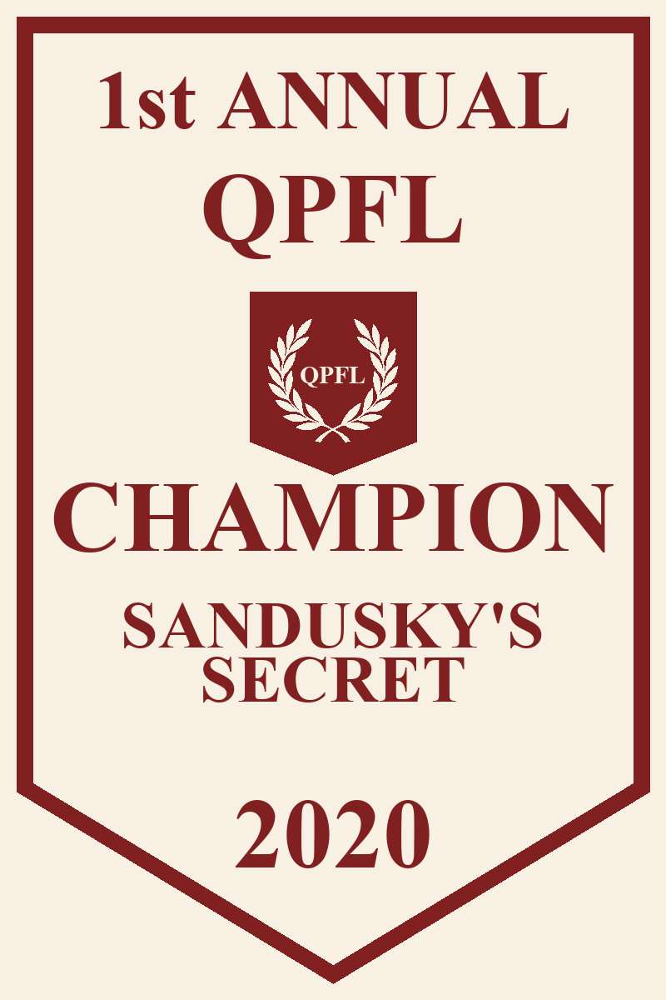 1st ANNUAL
QPFL
QPFL
CHAMPION
SANDUSKY'S
SECRET
2020